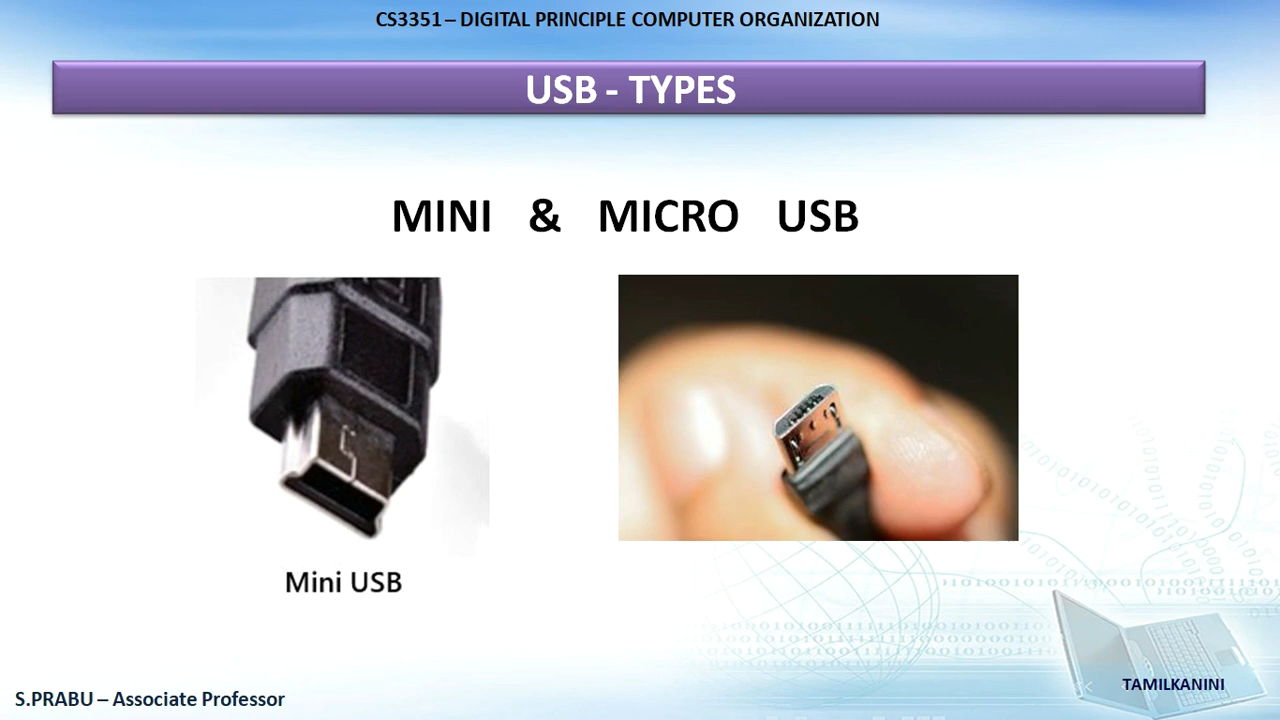 CS3351 – DIGITAL PRINCIPLE COMPUTER ORGANIZATION
USB - TYPES
MINI & MICRO USB
Mini USB
S.PRABU – Associate Professor
TAMILKANINI